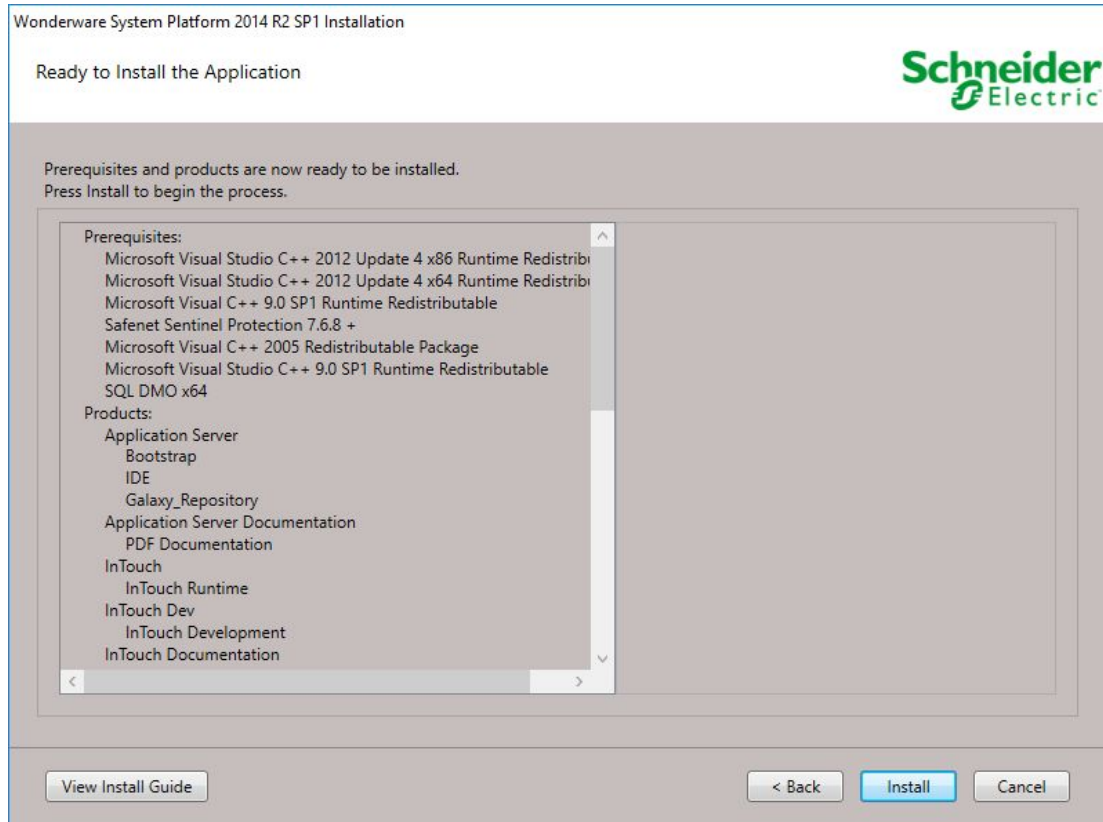 Wonderware System Platform 2014 R2 SP1 Installation
Ready to Install the Application
Schneider
Electric
Prerequisites and products are now ready to be installed.
Press Install to begin the process.
Prerequisites:
Microsoft Visual Studio C++ 2012 Update 4 x86 Runtime
Microsoft Visual Studio C++ 2012 Update 4 x64 Runtime
Microsoft Visual C++ 9.0 SP1 Runtime Redistributable
Safenet Sentinel Protection 7.6.8 +
Microsoft Visual C++ 2005 Redistributable Package
Microsoft Visual Studio C++ 9.0 SP1 Runtime Redistributable
SQL DMO x64
Products:
Application Server
Bootstrap
IDE
Galaxy_Repository
Application Server Documentation
PDF Documentation
InTouch
InTouch Runtime
InTouch Dev
InTouch Development
InTouch Documentation
View Install Guide
< Back
Install
Cancel